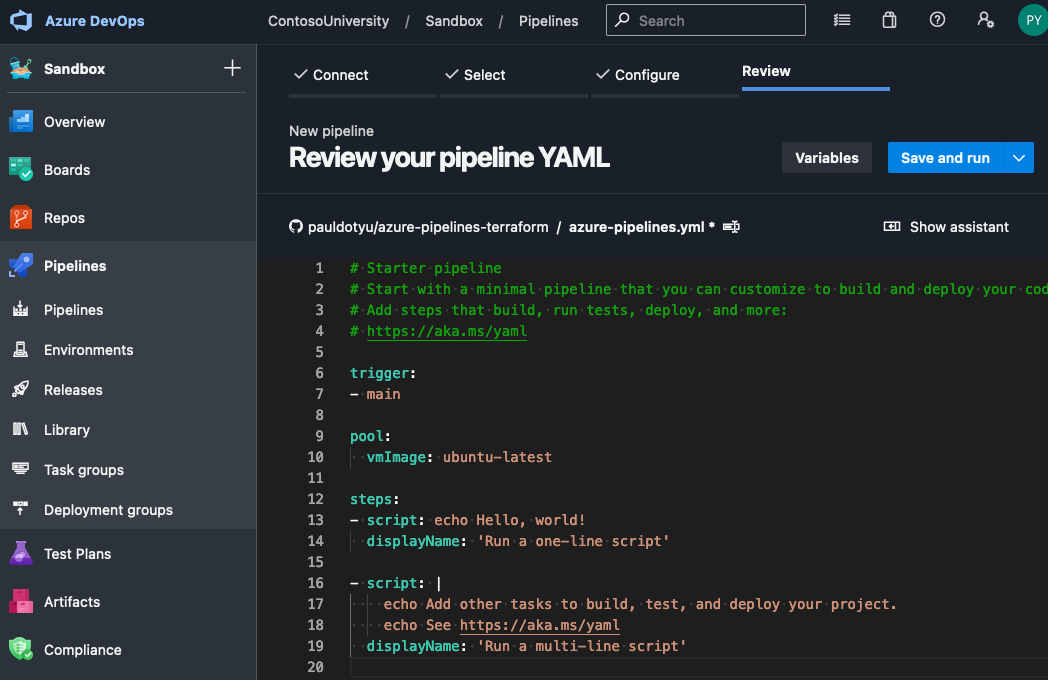 Azure DevOps
ContosoUniversity / Sandbox / Pipelines
Search
PY
Sandbox
Overview
Boards
Repos
Pipelines
Pipelines
Environments
Releases
Library
Task groups
Deployment groups
Test Plans
Artifacts
Compliance
Connect
Select
Configure
Review
New pipeline
Review your pipeline YAML
Variables
Save and run
pauldotyu/azure-pipelines-terraform / azure-pipelines.yml *
Show assistant
1 # Starter pipeline
2 # Start with a minimal pipeline that you can customize to build and deploy your cod
3 # Add steps that build, run tests, deploy, and more:
4 # https://aka.ms/yaml
5
6 trigger:
7 - main
8
9 pool:
10   vmImage: ubuntu-latest
11
12 steps:
13 - script: echo Hello, world!
14   displayName: 'Run a one-line script'
15
16 - script: |
17     echo Add other tasks to build, test, and deploy your project.
18     echo See https://aka.ms/yaml
19   displayName: 'Run a multi-line script'
20